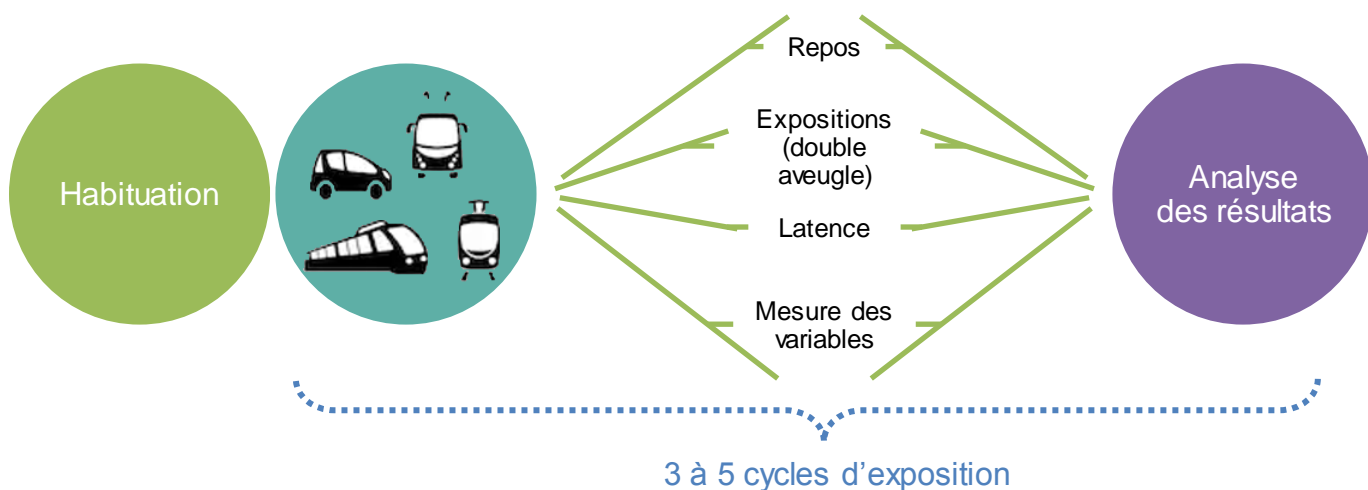 Habituation
Repos
Expositions
(double
aveugle)
Latence
Mesure des
variables
Analyse
des résultats
3 à 5 cycles d’exposition